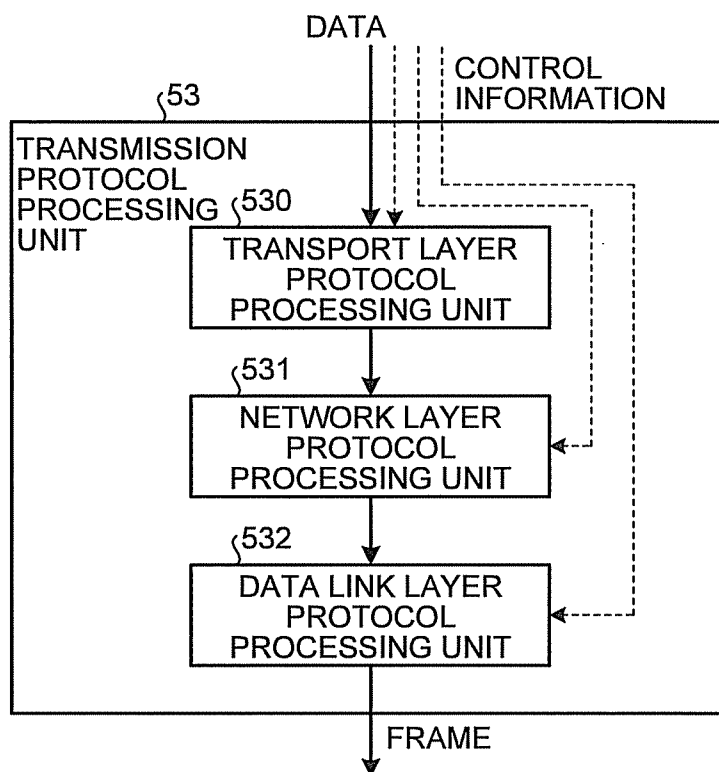 DATA
CONTROL
INFORMATION
53
TRANSMISSION
PROTOCOL
PROCESSING
UNIT
530
TRANSPORT LAYER
PROTOCOL
PROCESSING UNIT
531
NETWORK LAYER
PROTOCOL
PROCESSING UNIT
532
DATA LINK LAYER
PROTOCOL
PROCESSING UNIT
FRAME